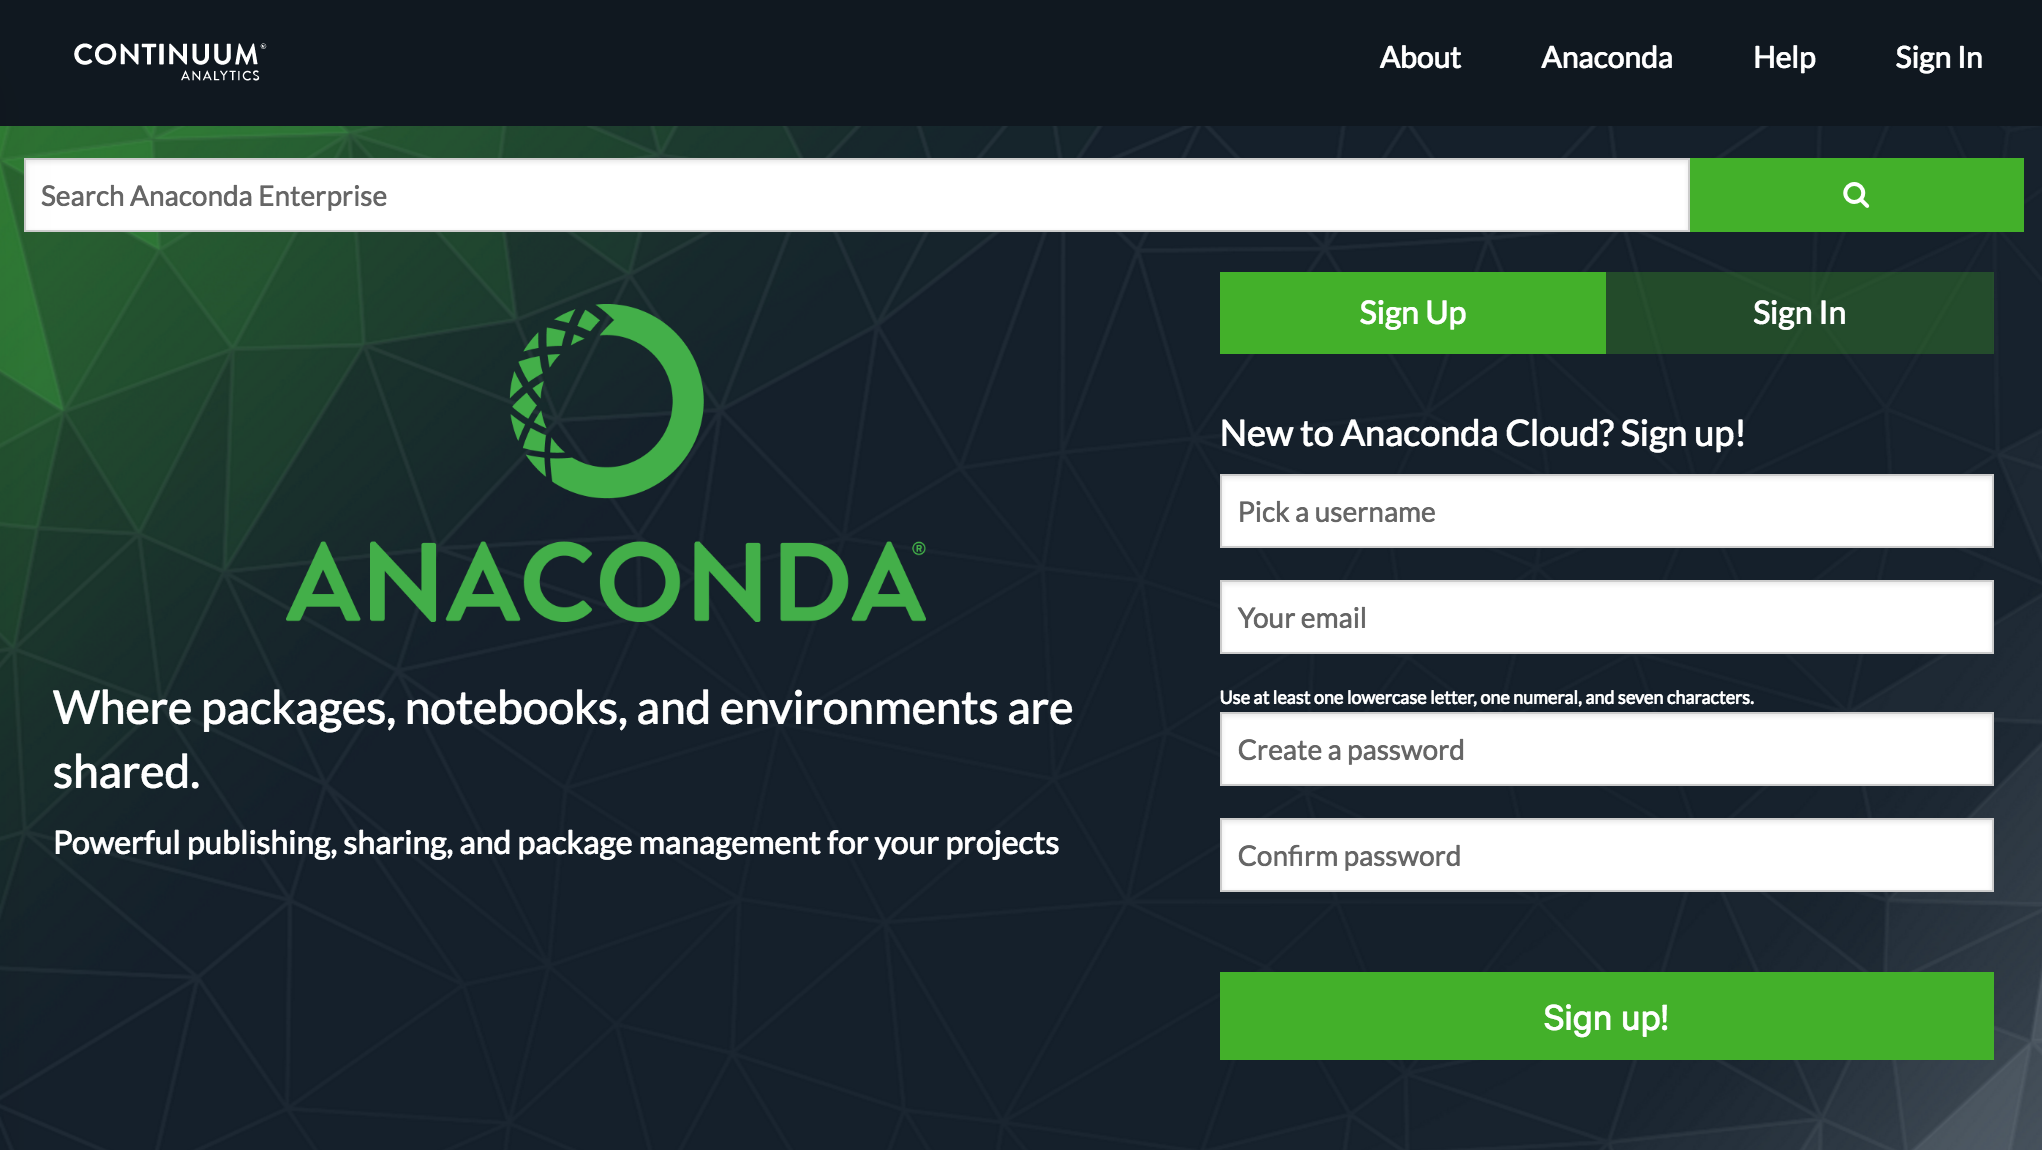 CONTINUUM®
ANALYTICS
About Anaconda Help Sign In
Search Anaconda Enterprise
Sign Up Sign In
ANACONDA®
Where packages, notebooks, and environments are
shared.
Powerful publishing, sharing, and package management for your projects
New to Anaconda Cloud? Sign up!
Pick a username
Your email
Use at least one lowercase letter, one numeral, and seven characters.
Create a password
Confirm password
Sign up!